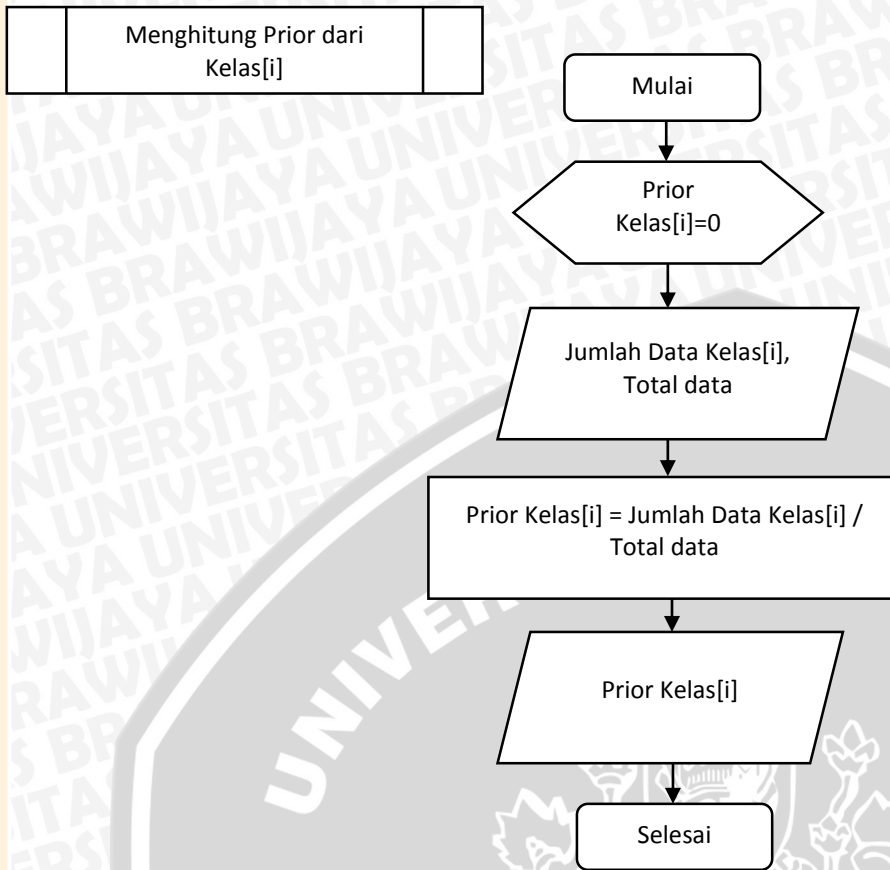 Menghitung Prior dari
Kelas[i]
Mulai
Prior
Kelas[i]=0
Jumlah Data Kelas[i],
Total data
Prior Kelas[i] = Jumlah Data Kelas[i] /
Total data
Prior Kelas[i]
Selesai
UNIVER